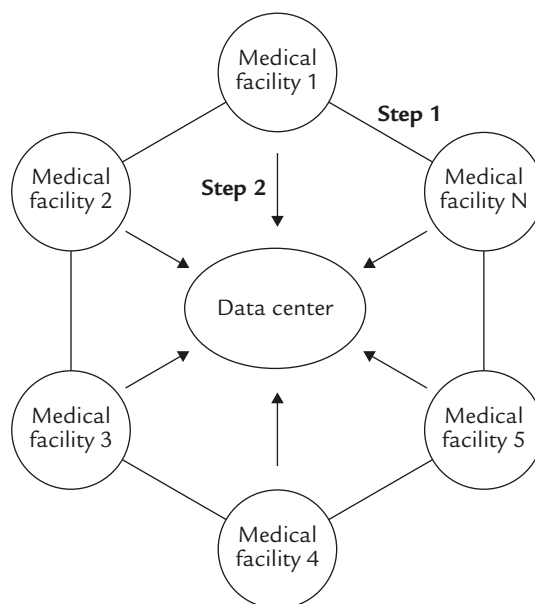 Medical
facility 1
Step 1
Step 2
Medical
facility 2
Medical
facility N
Data center
Medical
facility 3
Medical
facility 5
Medical
facility 4